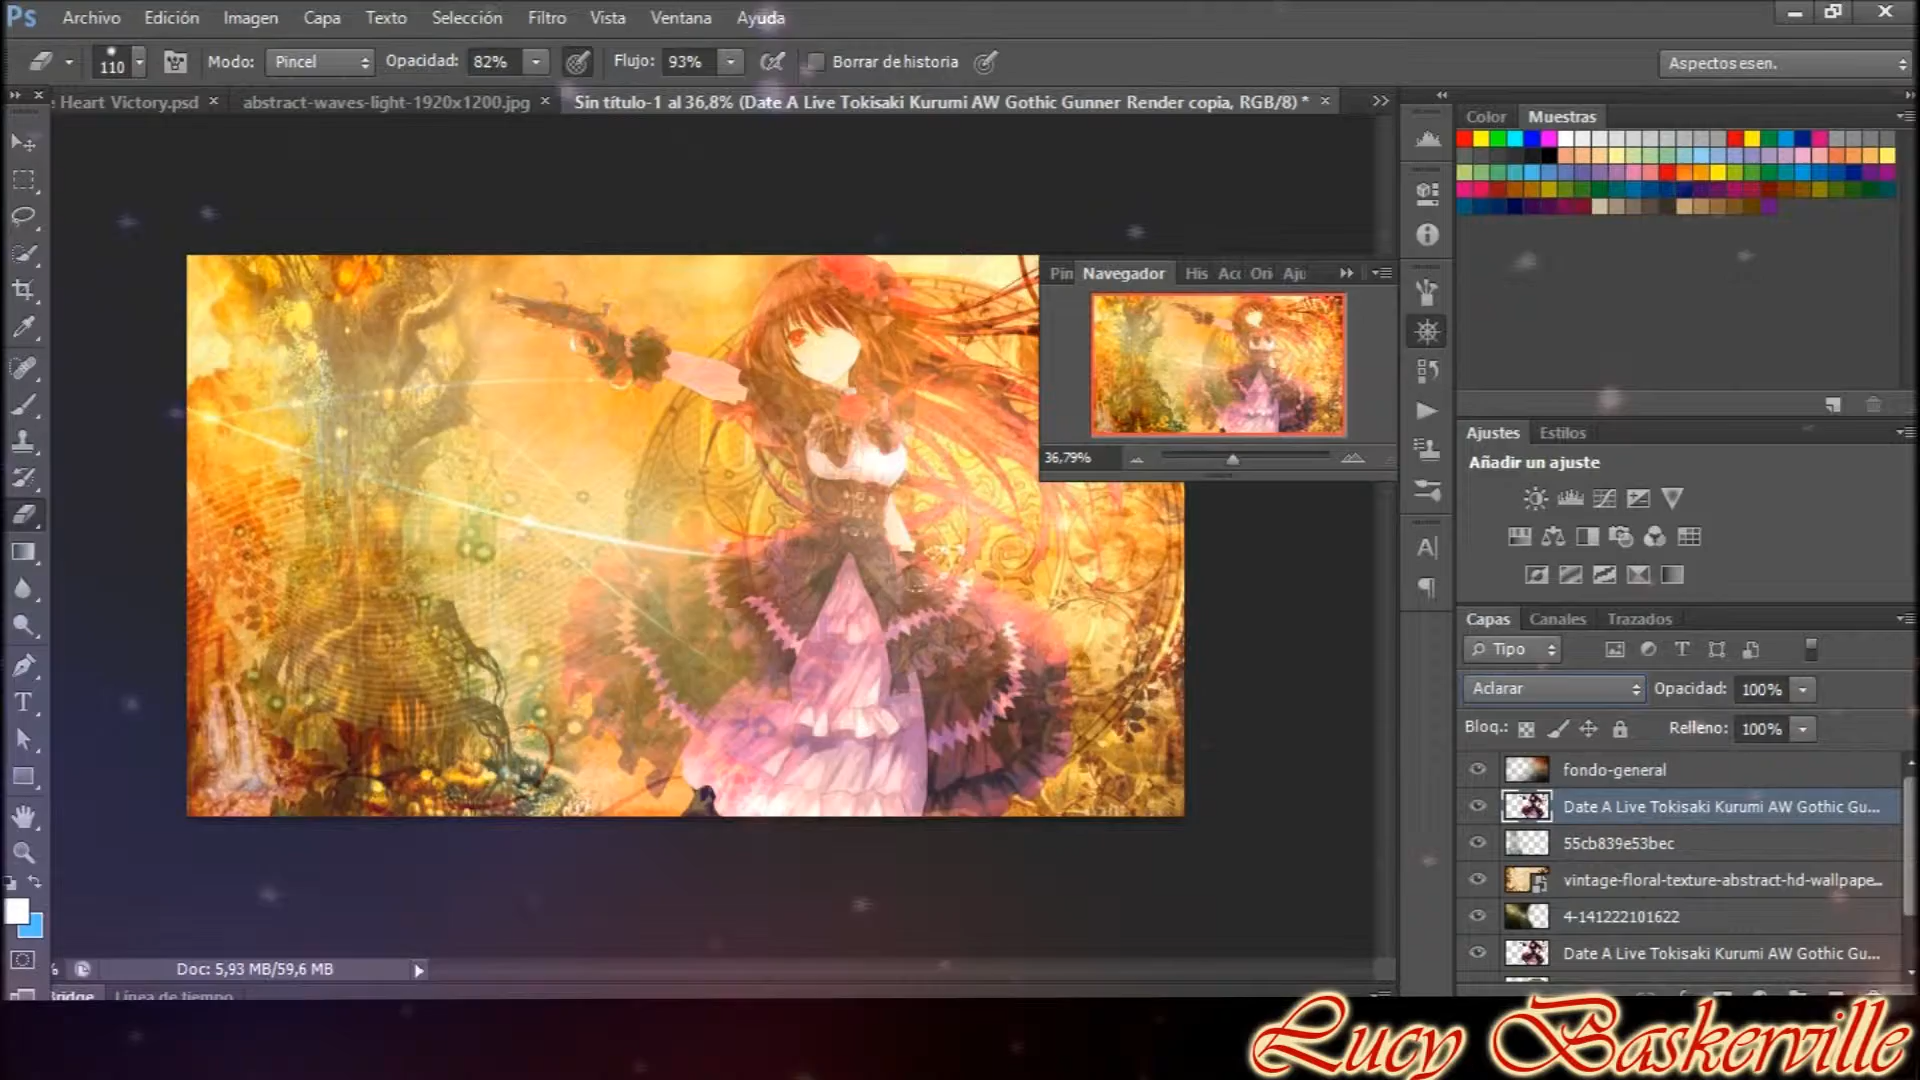 Ps Archivo Edición Imagen Capa Texto Selección Filtro Vista Ventana Ayuda
110 Modo: Pincel Opacidad: 82% Flujo: 93% Borrar de historia Aspectos esen.
e Heart Victory.psd × abstract-waves-light-1920x1200.jpg × Sin título-1 al 36,8% (Date A Live Tokisaki Kurumi AW Gothic Gunner Render copia, RGB/8) * ×
Color Muestras
Pin Navegador His Acc Ori Aju
36,79%
Ajustes Estilos
Añadir un ajuste
Capas Canales Trazados
Tipo
Aclarar Opacidad: 100%
Bloq.: Relleno: 100%
fondo-general
Date A Live Tokisaki Kurumi AW Gothic Gu...
55cb839e53bec
vintage-floral-texture-abstract-hd-wallpape...
4-141222101622
Date A Live Tokisaki Kurumi AW Gothic Gu...
% Doc: 5,93 MB/59,6 MB
Bridge Línea de tiempo
Lucy Baskerville